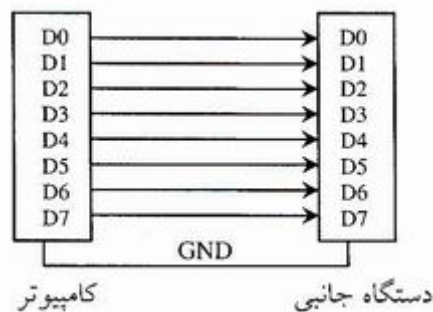 D0 D0
D1 D1
D2 D2
D3 D3
D4 D4
D5 D5
D6 D6
D7 D7
GND
کامپیوتر دستگاه جانبی